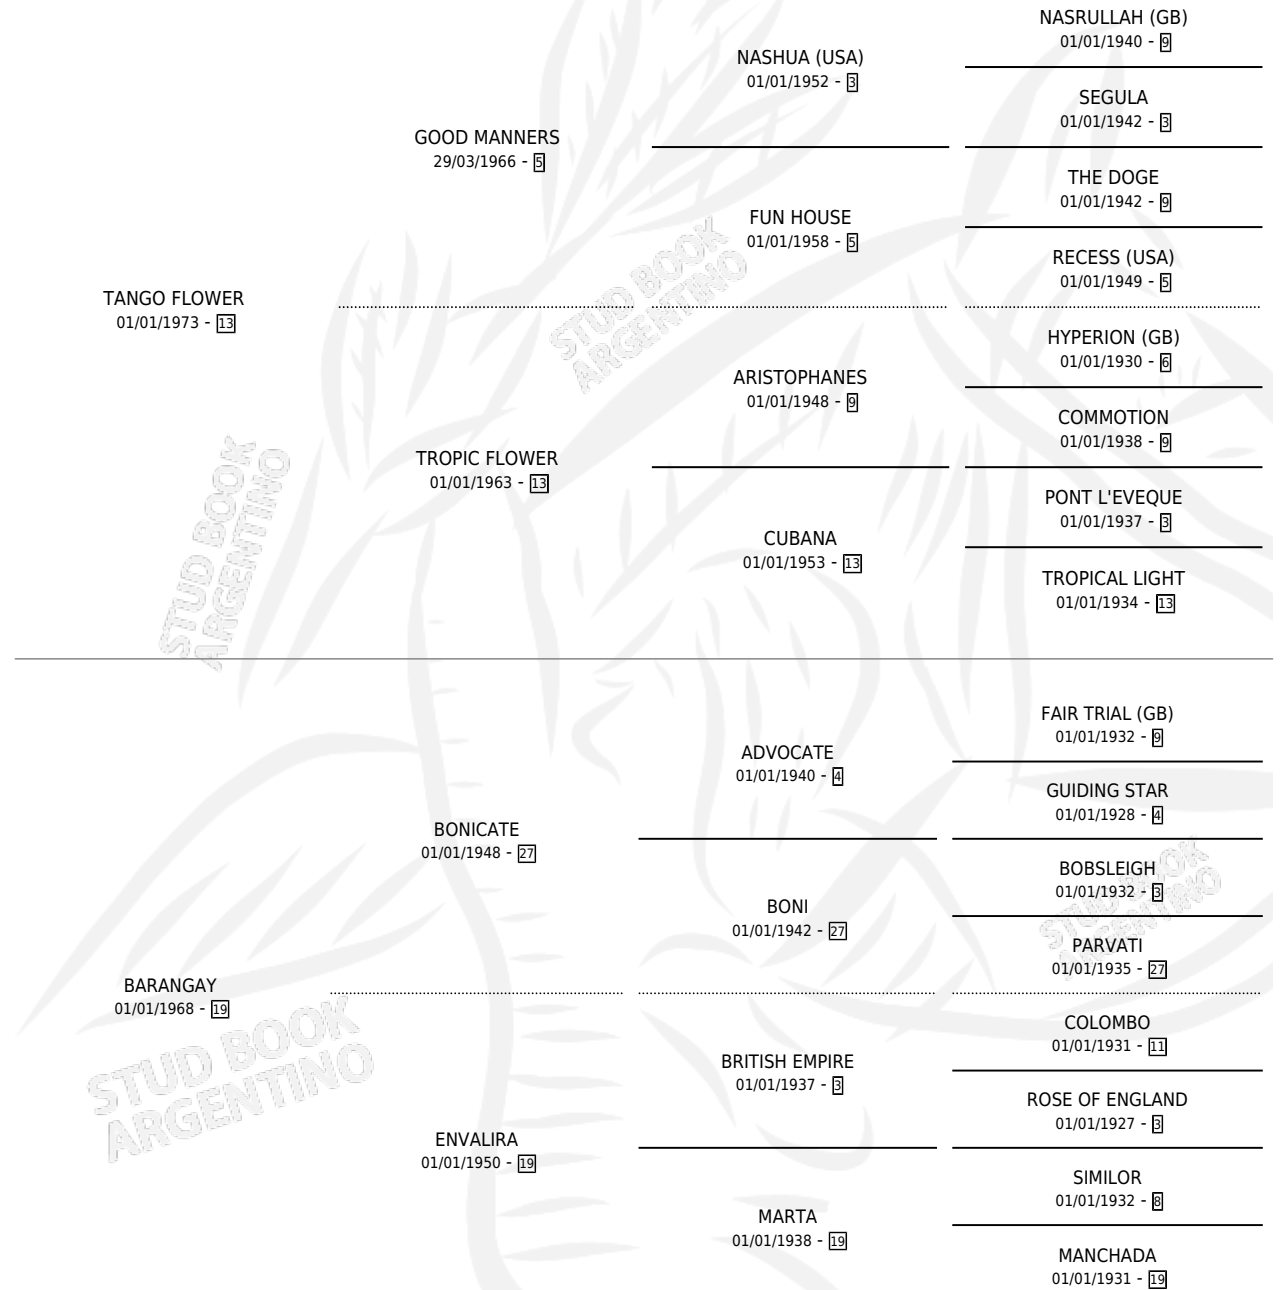 NASRULLAH (GB)
01/01/1940 - 9
NASHUA (USA)
01/01/1952 - 3
SEGULA
01/01/1942 - 3
GOOD MANNERS
29/03/1966 - 5
THE DOGE
01/01/1942 - 9
FUN HOUSE
01/01/1958 - 5
RECESS (USA)
01/01/1949 - 5
TANGO FLOWER
01/01/1973 - 13
HYPERION (GB)
01/01/1930 - 6
ARISTOPHANES
01/01/1948 - 9
COMMOTION
01/01/1938 - 9
TROPIC FLOWER
01/01/1963 - 13
PONT L'EVEQUE
01/01/1937 - 3
CUBANA
01/01/1953 - 13
TROPICAL LIGHT
01/01/1934 - 13
FAIR TRIAL (GB)
01/01/1932 - 9
ADVOCATE
01/01/1940 - 4
GUIDING STAR
01/01/1928 - 4
BONICATE
01/01/1948 - 27
BOBSLEIGH
01/01/1932 - 3
BONI
01/01/1942 - 27
PARVATI
01/01/1935 - 27
BARANGAY
01/01/1968 - 19
COLOMBO
01/01/1931 - 11
BRITISH EMPIRE
01/01/1937 - 3
ROSE OF ENGLAND
01/01/1927 - 3
ENVALIRA
01/01/1950 - 19
SIMILOR
01/01/1932 - 8
MARTA
01/01/1938 - 19
MANCHADA
01/01/1931 - 19
STUD BOOK
ARGENTINO
STUD BOOK
ARGENTINO
STUD BOOK
ARGENTINO
STUD BOOK
ARGENTINO